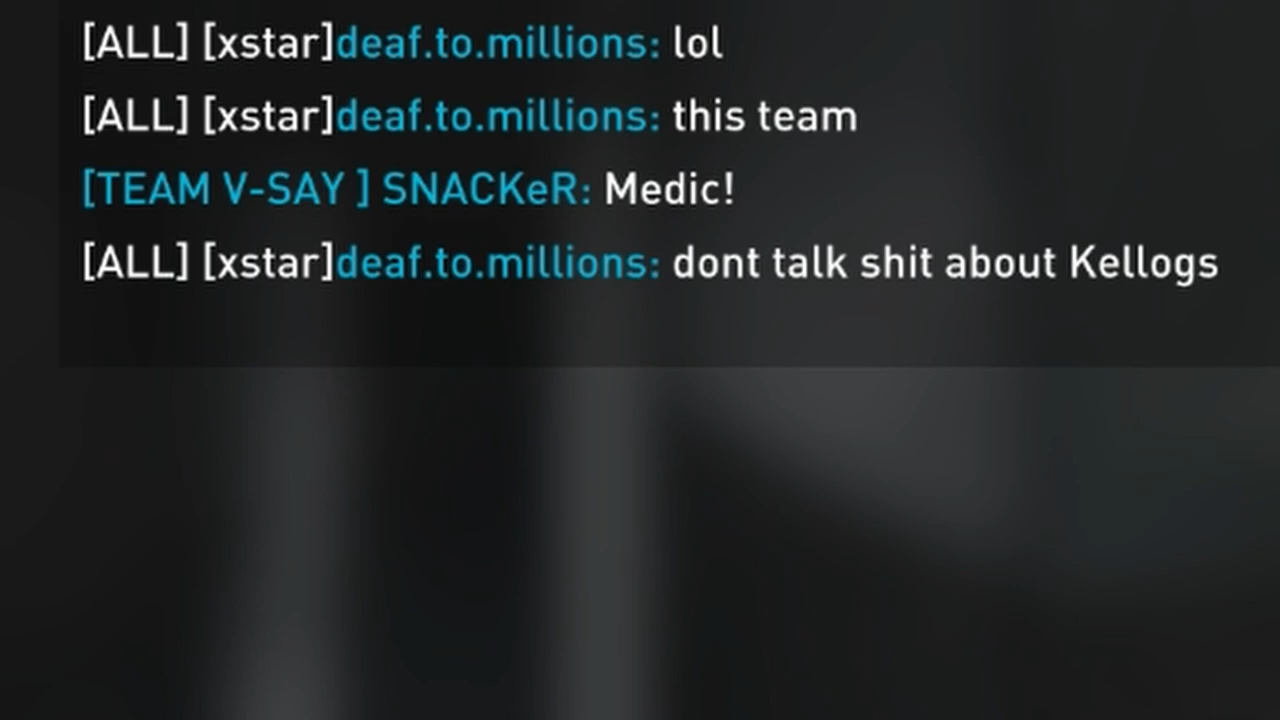 [ALL] [xstar]deaf.to.millions: lol
[ALL] [xstar]deaf.to.millions: this team
[TEAM V-SAY ] SNACKeR: Medic!
[ALL] [xstar]deaf.to.millions: dont talk shit about Kellogs